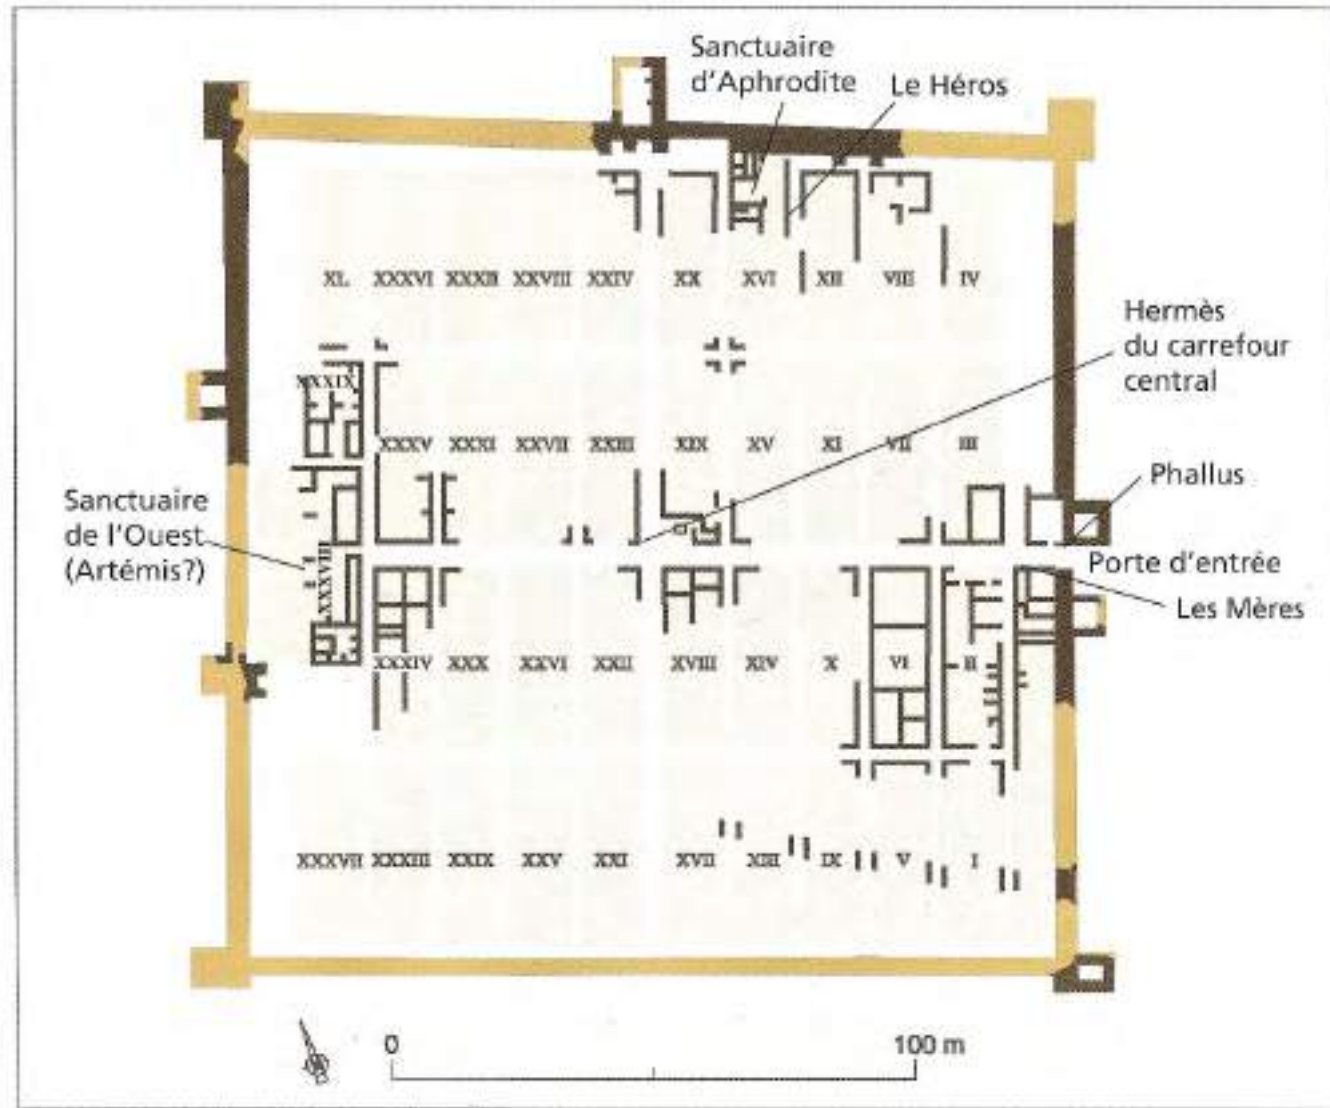 Sanctuaire
d'Aphrodite
Le Héros
XL XXXVI XXXII XXVIII XXIV XX XVI XII VIII IV
Hermès
du carrefour
central
XXXIX
XXXV XXXI XXVII XXIII XIX XV XI VII III
Phallus
Sanctuaire
de l'Ouest
(Artémis?)
XXXVIII
Porte d'entrée
Les Mères
XXXIV XXX XXVI XXII XVIII XIV X VI II
XXXVII XXXIII XXIX XXV XXI XVII XIII IX V I
0 100 m